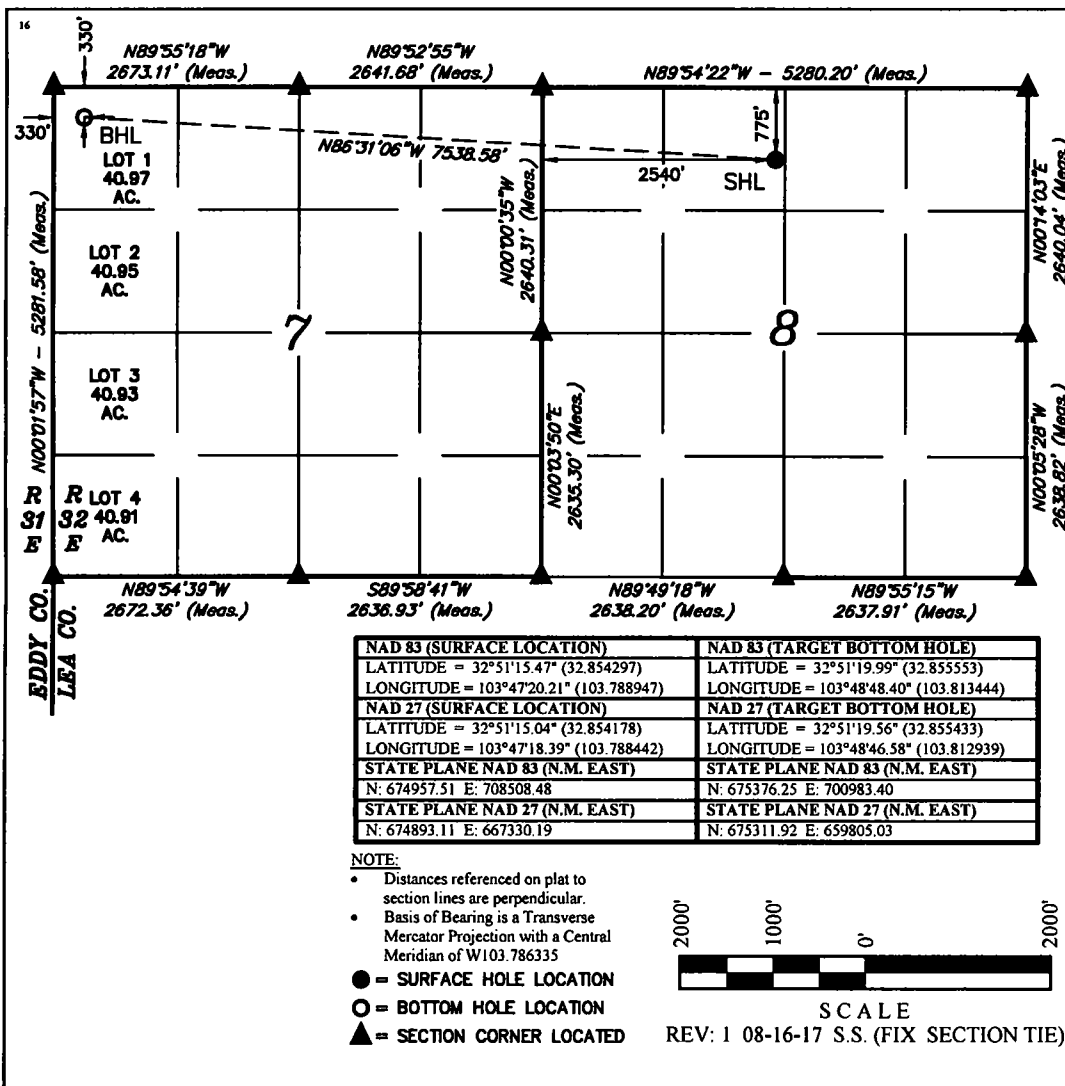 16
330'
N89°55'18"W
2673.11' (Meas.)
N89°52'55"W
2641.68' (Meas.)
N89°54'22"W - 5280.20' (Meas.)
330'
BHL
N86°31'06"W 7538.58'
775'
2540'
SHL
LOT 1
40.97
AC.
LOT 2
40.95
AC.
LOT 3
40.93
AC.
LOT 4
40.91
AC.
N00°01'57"W - 5281.58' (Meas.)
N00°00'35"W
2640.31' (Meas.)
N00°14'03"E
2640.04' (Meas.)
7
8
N00°03'50"E
2635.30' (Meas.)
N00°05'28"W
2638.82' (Meas.)
R
31
E
R
32
E
N89°54'39"W
2672.36' (Meas.)
S89°58'41"W
2636.93' (Meas.)
N89°49'18"W
2638.20' (Meas.)
N89°55'15"W
2637.91' (Meas.)
EDDY CO.
LEA CO.
NAD 83 (SURFACE LOCATION)
LATITUDE = 32°51'15.47" (32.854297)
LONGITUDE = 103°47'20.21" (103.788947)
NAD 27 (SURFACE LOCATION)
LATITUDE = 32°51'15.04" (32.854178)
LONGITUDE = 103°47'18.39" (103.788442)
STATE PLANE NAD 83 (N.M. EAST)
N: 674957.51 E: 708508.48
STATE PLANE NAD 27 (N.M. EAST)
N: 674893.11 E: 667330.19
NAD 83 (TARGET BOTTOM HOLE)
LATITUDE = 32°51'19.99" (32.855553)
LONGITUDE = 103°48'48.40" (103.813444)
NAD 27 (TARGET BOTTOM HOLE)
LATITUDE = 32°51'19.56" (32.855433)
LONGITUDE = 103°48'46.58" (103.812939)
STATE PLANE NAD 83 (N.M. EAST)
N: 675376.25 E: 700983.40
STATE PLANE NAD 27 (N.M. EAST)
N: 675311.92 E: 659805.03
NOTE:
• Distances referenced on plat to
section lines are perpendicular.
• Basis of Bearing is a Transverse
Mercator Projection with a Central
Meridian of W103.786335
= SURFACE HOLE LOCATION
= BOTTOM HOLE LOCATION
= SECTION CORNER LOCATED
2000'
1000'
0'
2000'
SCALE
REV: 1 08-16-17 S.S. (FIX SECTION TIE)